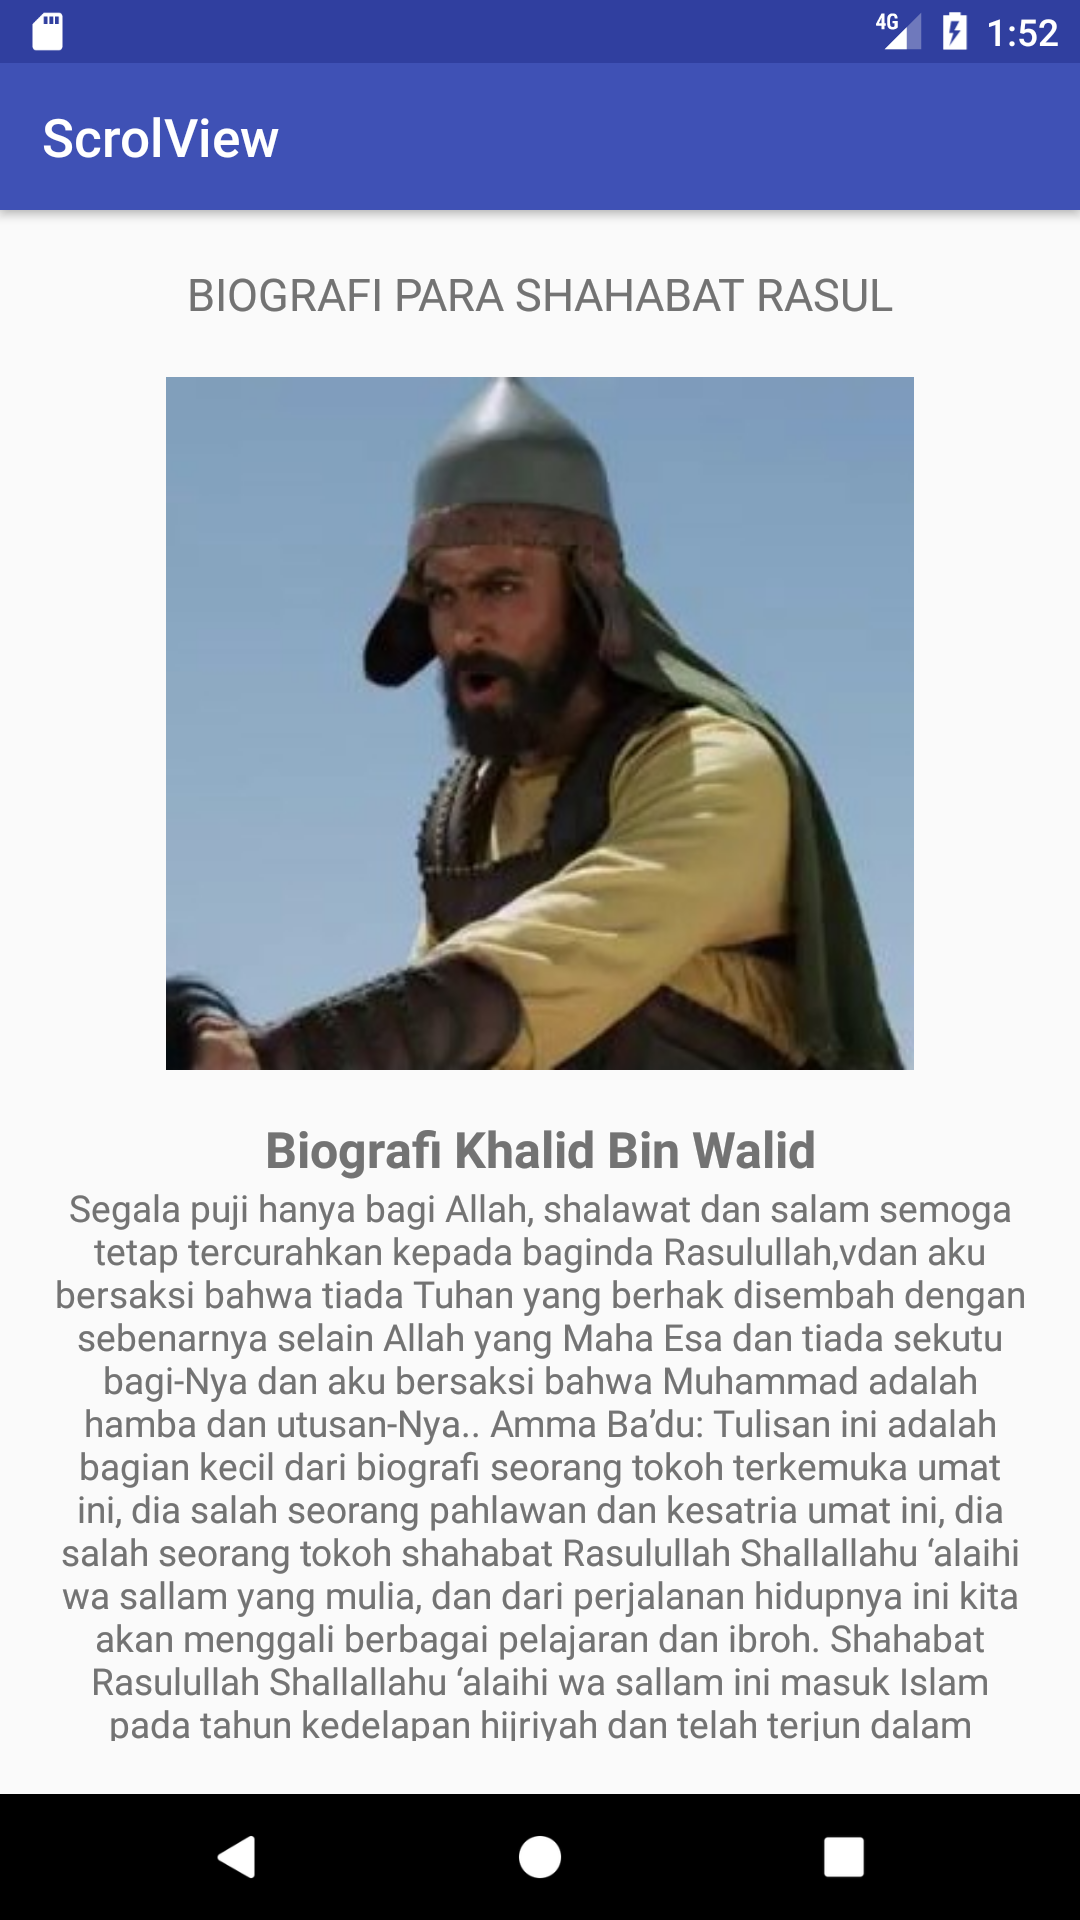 4G 1:52
ScrolView
BIOGRAFI PARA SHAHABAT RASUL
Biografi Khalid Bin Walid
Segala puji hanya bagi Allah, shalawat dan salam semoga
tetap tercurahkan kepada baginda Rasulullah,vdan aku
bersaksi bahwa tiada Tuhan yang berhak disembah dengan
sebenarnya selain Allah yang Maha Esa dan tiada sekutu
bagi-Nya dan aku bersaksi bahwa Muhammad adalah
hamba dan utusan-Nya.. Amma Ba’du: Tulisan ini adalah
bagian kecil dari biografi seorang tokoh terkemuka umat
ini, dia salah seorang pahlawan dan kesatria umat ini, dia
salah seorang tokoh shahabat Rasulullah Shallallahu ‘alaihi
wa sallam yang mulia, dan dari perjalanan hidupnya ini kita
akan menggali berbagai pelajaran dan ibroh. Shahabat
Rasulullah Shallallahu ‘alaihi wa sallam ini masuk Islam
pada tahun kedelapan hijriyah dan telah terjun dalam